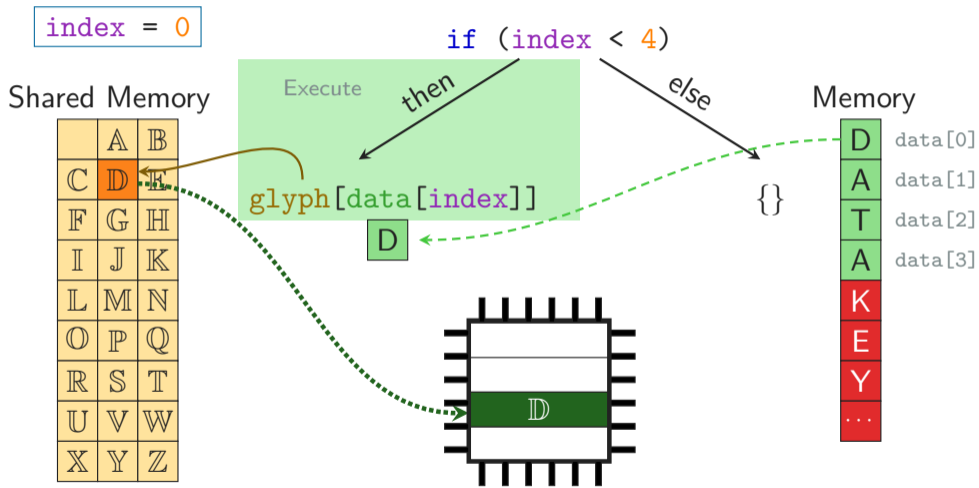 index = 0
if (index < 4)
Execute
then
else
Shared Memory
Memory
𝔸 𝔹
ℂ 𝔻 𝔼
𝔽 𝔾 ℍ
𝕀 𝕁 𝕂
𝕃 𝕄 ℕ
𝕆 ℙ ℚ
ℝ 𝕊 𝕋
𝕌 𝕍 𝕎
𝕏 𝕐 ℤ
glyph[data[index]]
D
{}
D data[0]
A data[1]
T data[2]
A data[3]
K
E
Y
...
𝔻